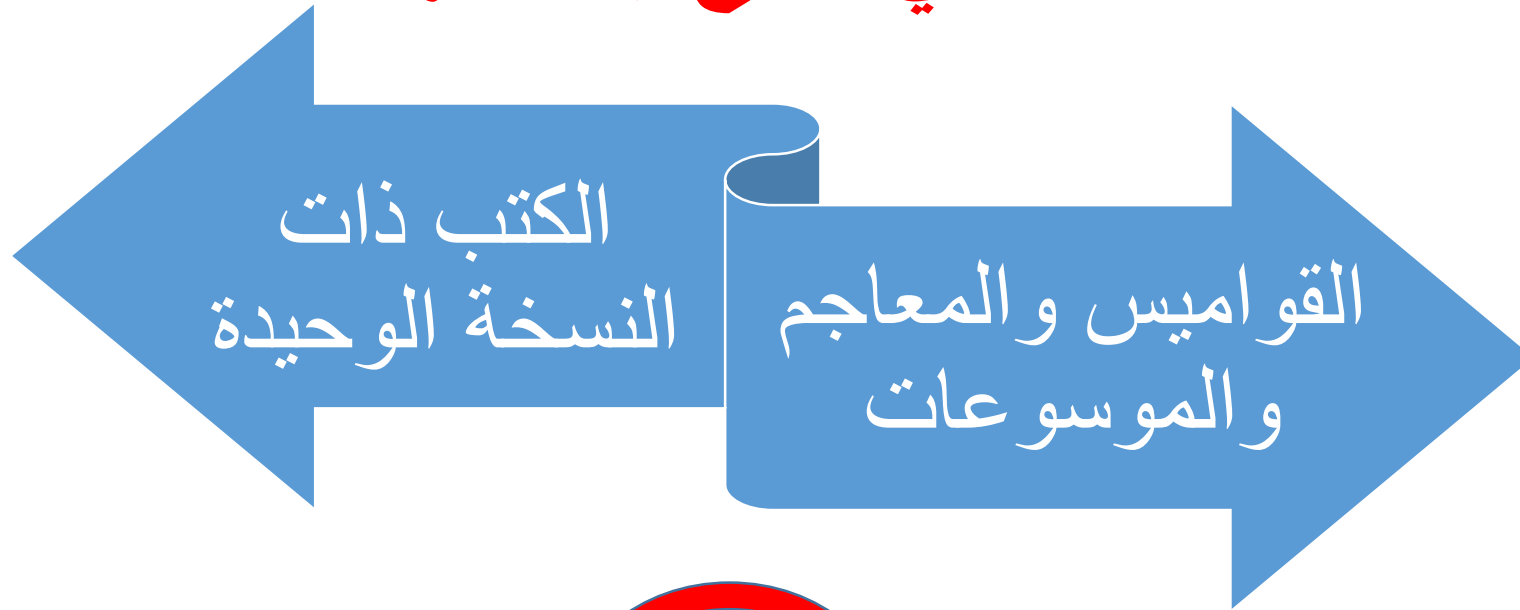 القواميس والمعاجم
والموسوعات
الكتب ذات
النسخة الوحيدة